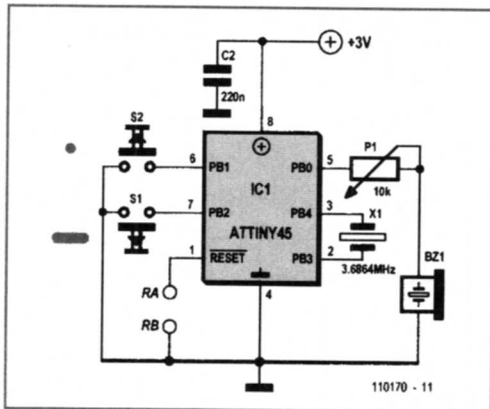 C2
220n
+3V
S2
8
6
PB1
PB0
5
P1
10k
IC1
S1
7
PB2
PB4
3
X1
ATTINY45
1
RESET
PB3
2
3.6864MHz
BZ1
RA
4
RB
110170 - 11